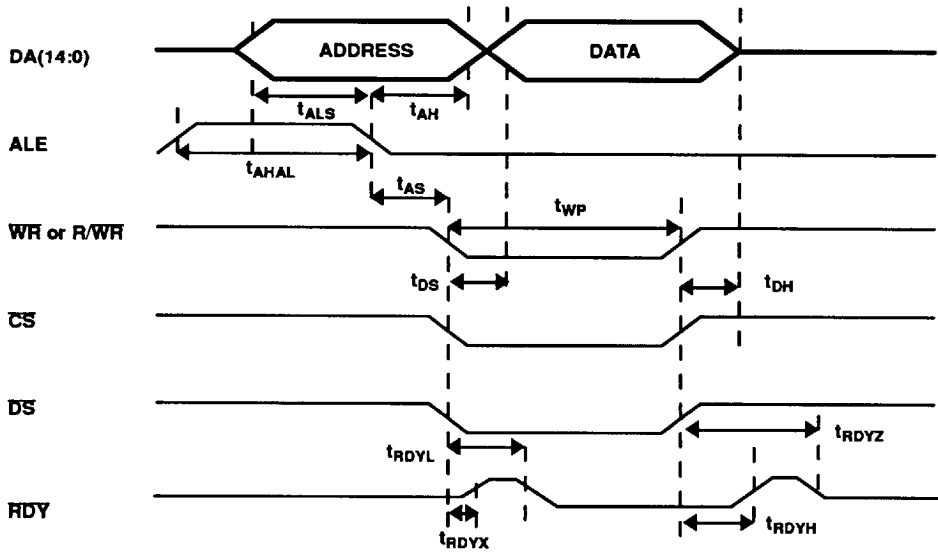 DA(14:0)
ADDRESS
DATA
tALS
tAH
ALE
tAHAL
tAS
WR or R/WR
tWP
tDS
tDH
CS
DS
tRDYL
tRDYZ
RDY
tRDYX
tRDYH